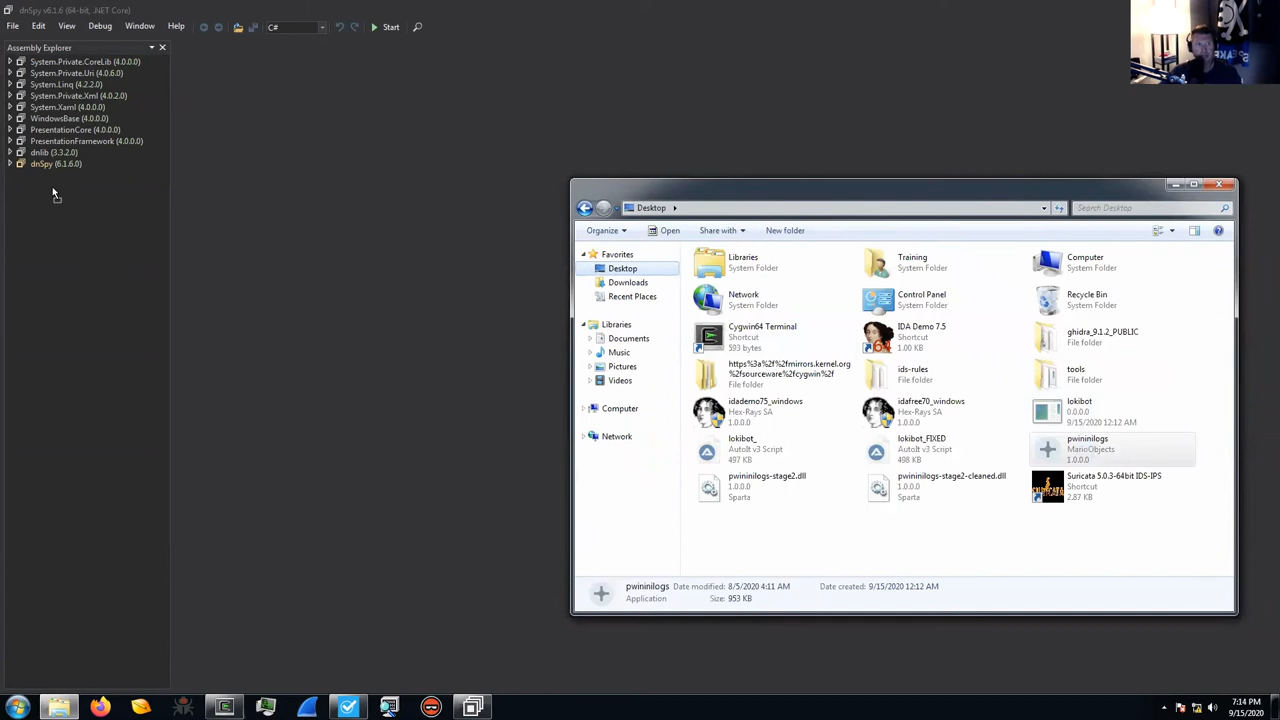 dnSpy v6.1.6 (64-bit, .NET Core)
File Edit View Debug Window Help C# Start
Assembly Explorer
System.Private.CoreLib (4.0.0.0)
System.Private.Uri (4.0.6.0)
System.Linq (4.2.2.0)
System.Private.Xml (4.0.2.0)
System.Xaml (4.0.0.0)
WindowsBase (4.0.0.0)
PresentationCore (4.0.0.0)
PresentationFramework (4.0.0.0)
dnlib (3.3.2.0)
dnSpy (6.1.6.0)
Desktop
Search Desktop
Organize Open Share with New folder
Favorites
Desktop
Downloads
Recent Places
Libraries
Documents
Music
Pictures
Videos
Computer
Network
Libraries
System Folder
Training
System Folder
Computer
System Folder
Network
System Folder
Control Panel
System Folder
Recycle Bin
System Folder
Cygwin64 Terminal
Shortcut
593 bytes
IDA Demo 7.5
Shortcut
1.00 KB
ghidra_9.1.2_PUBLIC
File folder
https%3a%2f%2fmirrors.kernel.org
%2fsourceware%2fcygwin%2f
File folder
ids-rules
File folder
tools
File folder
idademo75_windows
Hex-Rays SA
1.0.0.0
idafree70_windows
Hex-Rays SA
1.0.0.0
lokibot
0.0.0.0
9/15/2020 12:12 AM
lokibot_
AutoIt v3 Script
497 KB
lokibot_FIXED
AutoIt v3 Script
498 KB
pwininilogs
MarioObjects
1.0.0.0
pwininilogs-stage2.dll
1.0.0.0
Sparta
pwininilogs-stage2-cleaned.dll
1.0.0.0
Sparta
Suricata 5.0.3-64bit IDS-IPS
Shortcut
2.87 KB
pwininilogs Date modified: 8/5/2020 4:11 AM Date created: 9/15/2020 12:12 AM
Application Size: 953 KB
7:14 PM
9/15/2020